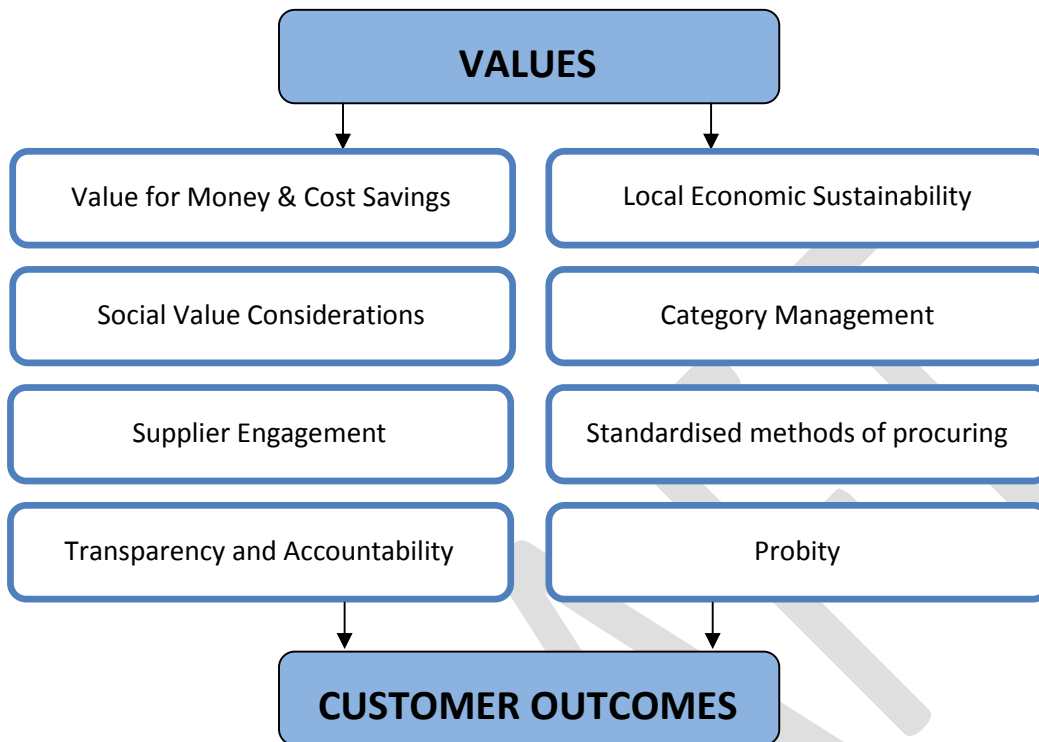 VALUES
Value for Money & Cost Savings
Local Economic Sustainability
Social Value Considerations
Category Management
Supplier Engagement
Standardised methods of procuring
Transparency and Accountability
Probity
CUSTOMER OUTCOMES